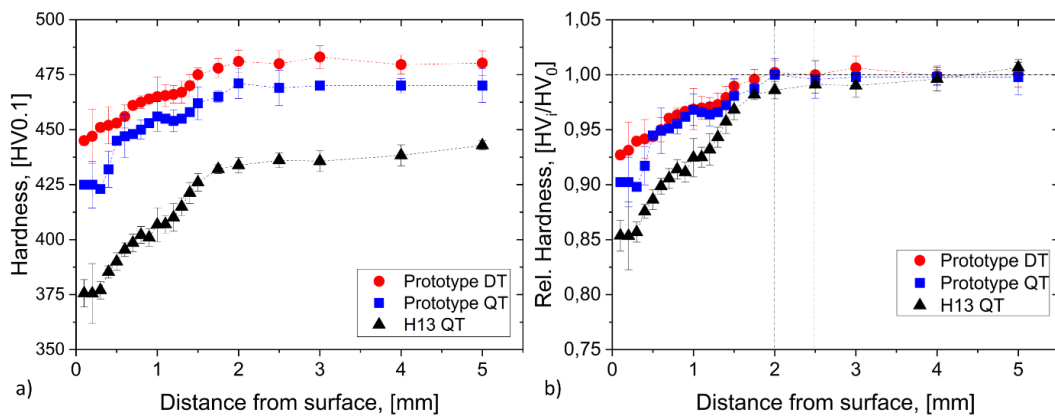 500
475
450
425
400
375
350
Hardness, [HV0.1]
Prototype DT
Prototype QT
H13 QT
0
1
2
3
4
5
a)
Distance from surface, [mm]
1,05
1,00
0,95
0,90
0,85
0,80
0,75
Rel. Hardness, [HVᵢ/HV₀]
Prototype DT
Prototype QT
H13 QT
0
1
2
3
4
5
b)
Distance from surface, [mm]